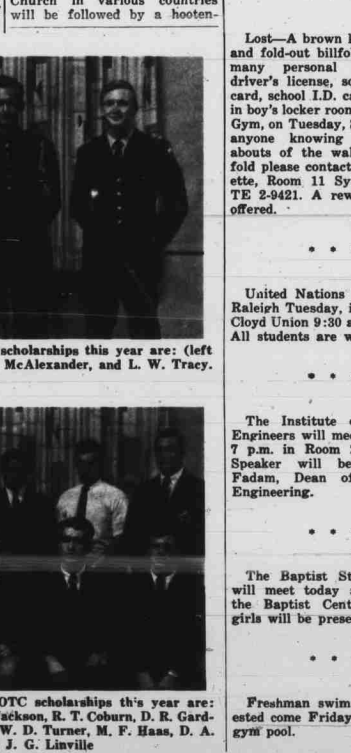 Church in various countries
will be followed by a hooten-
scholarships this year are: (left
McAlexander, and L. W. Tracy.
OTC scholarships this year are:
ackson, R. T. Coburn, D. R. Gard-
W. D. Turner, M. F. Haas, D. A.
J. G. Linville
Lost—A brown
and fold-out billfo
many personal
driver's license, so
card, school I.D. ca
in boy's locker roon
Gym, on Tuesday,
anyone knowing
abouts of the wal
fold please contact
ette, Room 11 Sy
TE 2-9421. A rew
offered.
* *
United Nations
Raleigh Tuesday, i
Cloyd Union 9:30 a
All students are w
* *
The Institute
Engineers will mee
7 p.m. in Room
Speaker will be
Fadam, Dean of
Engineering.
* *
The Baptist St
will meet today
the Baptist Cent
girls will be prese
* *
Freshman swim
ested come Friday
gym pool.